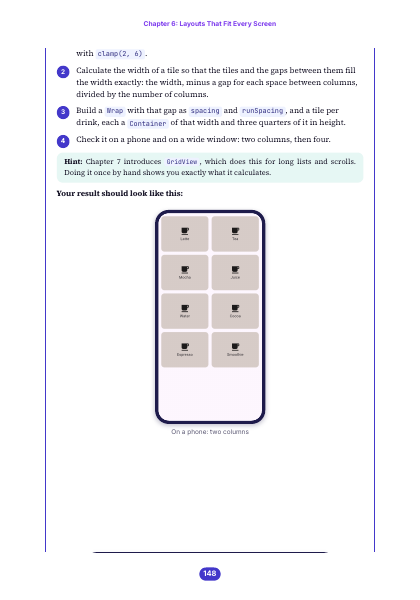 Chapter 6: Layouts That Fit Every Screen
with clamp(2, 6).
2 Calculate the width of a tile so that the tiles and the gaps between them fill
the width exactly: the width, minus a gap for each space between columns,
divided by the number of columns.
3 Build a Wrap with that gap as spacing and runSpacing, and a tile per
drink, each a Container of that width and three quarters of it in height.
4 Check it on a phone and on a wide window: two columns, then four.
Hint: Chapter 7 introduces GridView, which does this for long lists and scrolls.
Doing it once by hand shows you exactly what it calculates.
Your result should look like this:
Latte Tea
Mocha Juice
Water Cocoa
Espresso Smoothie
On a phone: two columns
148